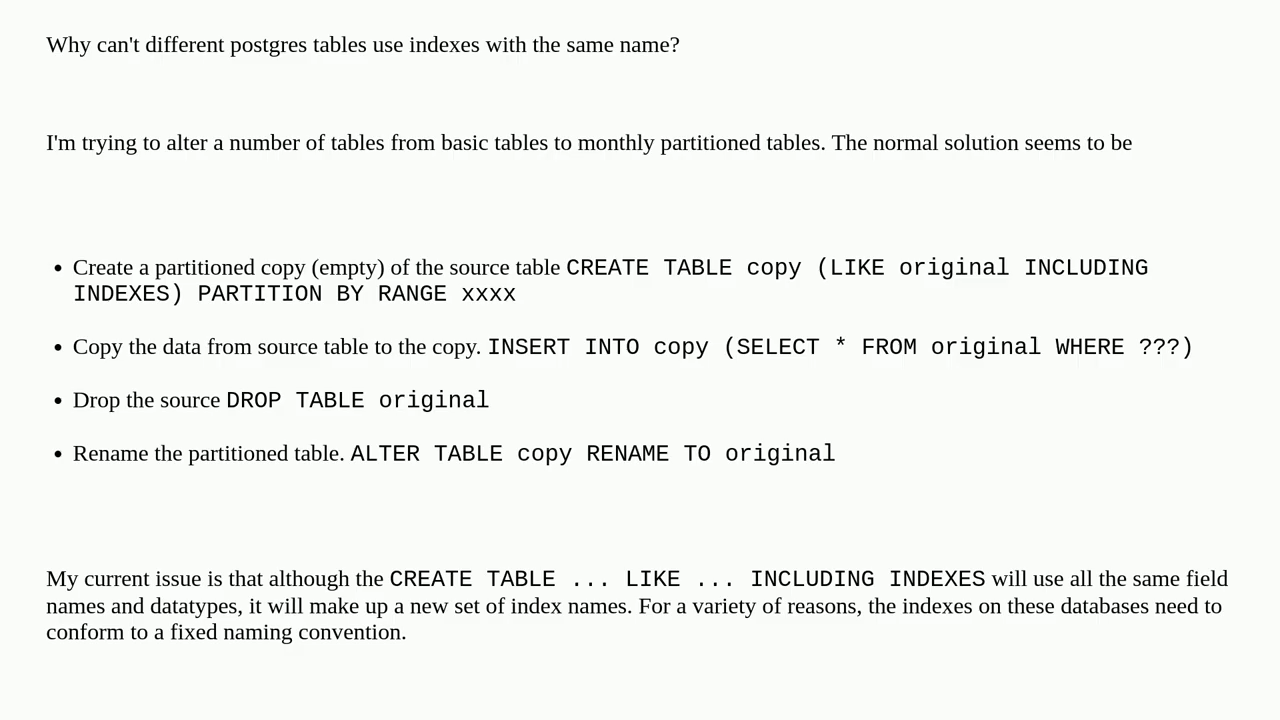 Why can't different postgres tables use indexes with the same name?
I'm trying to alter a number of tables from basic tables to monthly partitioned tables. The normal solution seems to be
• Create a partitioned copy (empty) of the source table CREATE TABLE copy (LIKE original INCLUDING
INDEXES) PARTITION BY RANGE xxxx
• Copy the data from source table to the copy. INSERT INTO copy (SELECT * FROM original WHERE ???)
• Drop the source DROP TABLE original
• Rename the partitioned table. ALTER TABLE copy RENAME TO original
My current issue is that although the CREATE TABLE ... LIKE ... INCLUDING INDEXES will use all the same field
names and datatypes, it will make up a new set of index names. For a variety of reasons, the indexes on these databases need to
conform to a fixed naming convention.